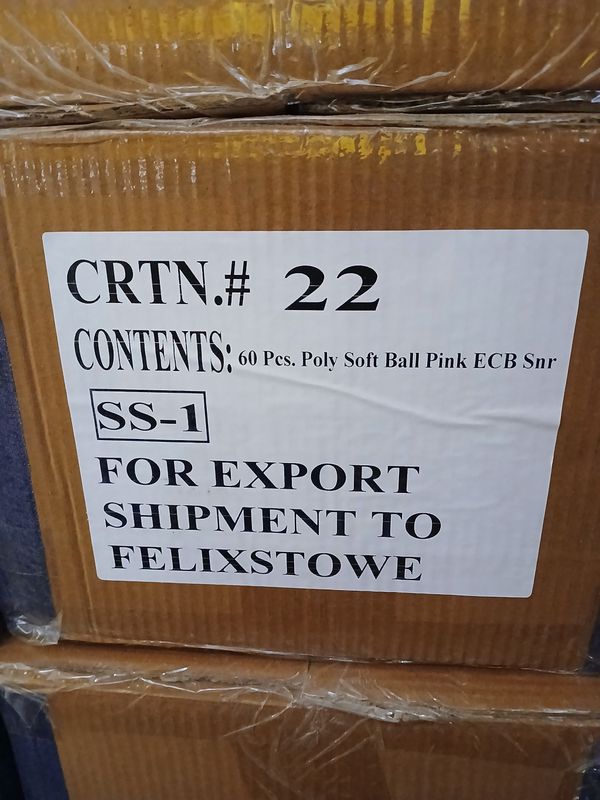 CRTN.# 22
CONTENTS: 60 Pcs. Poly Soft Ball Pink ECB Snr
SS-1
FOR EXPORT
SHIPMENT TO
FELIXSTOWE